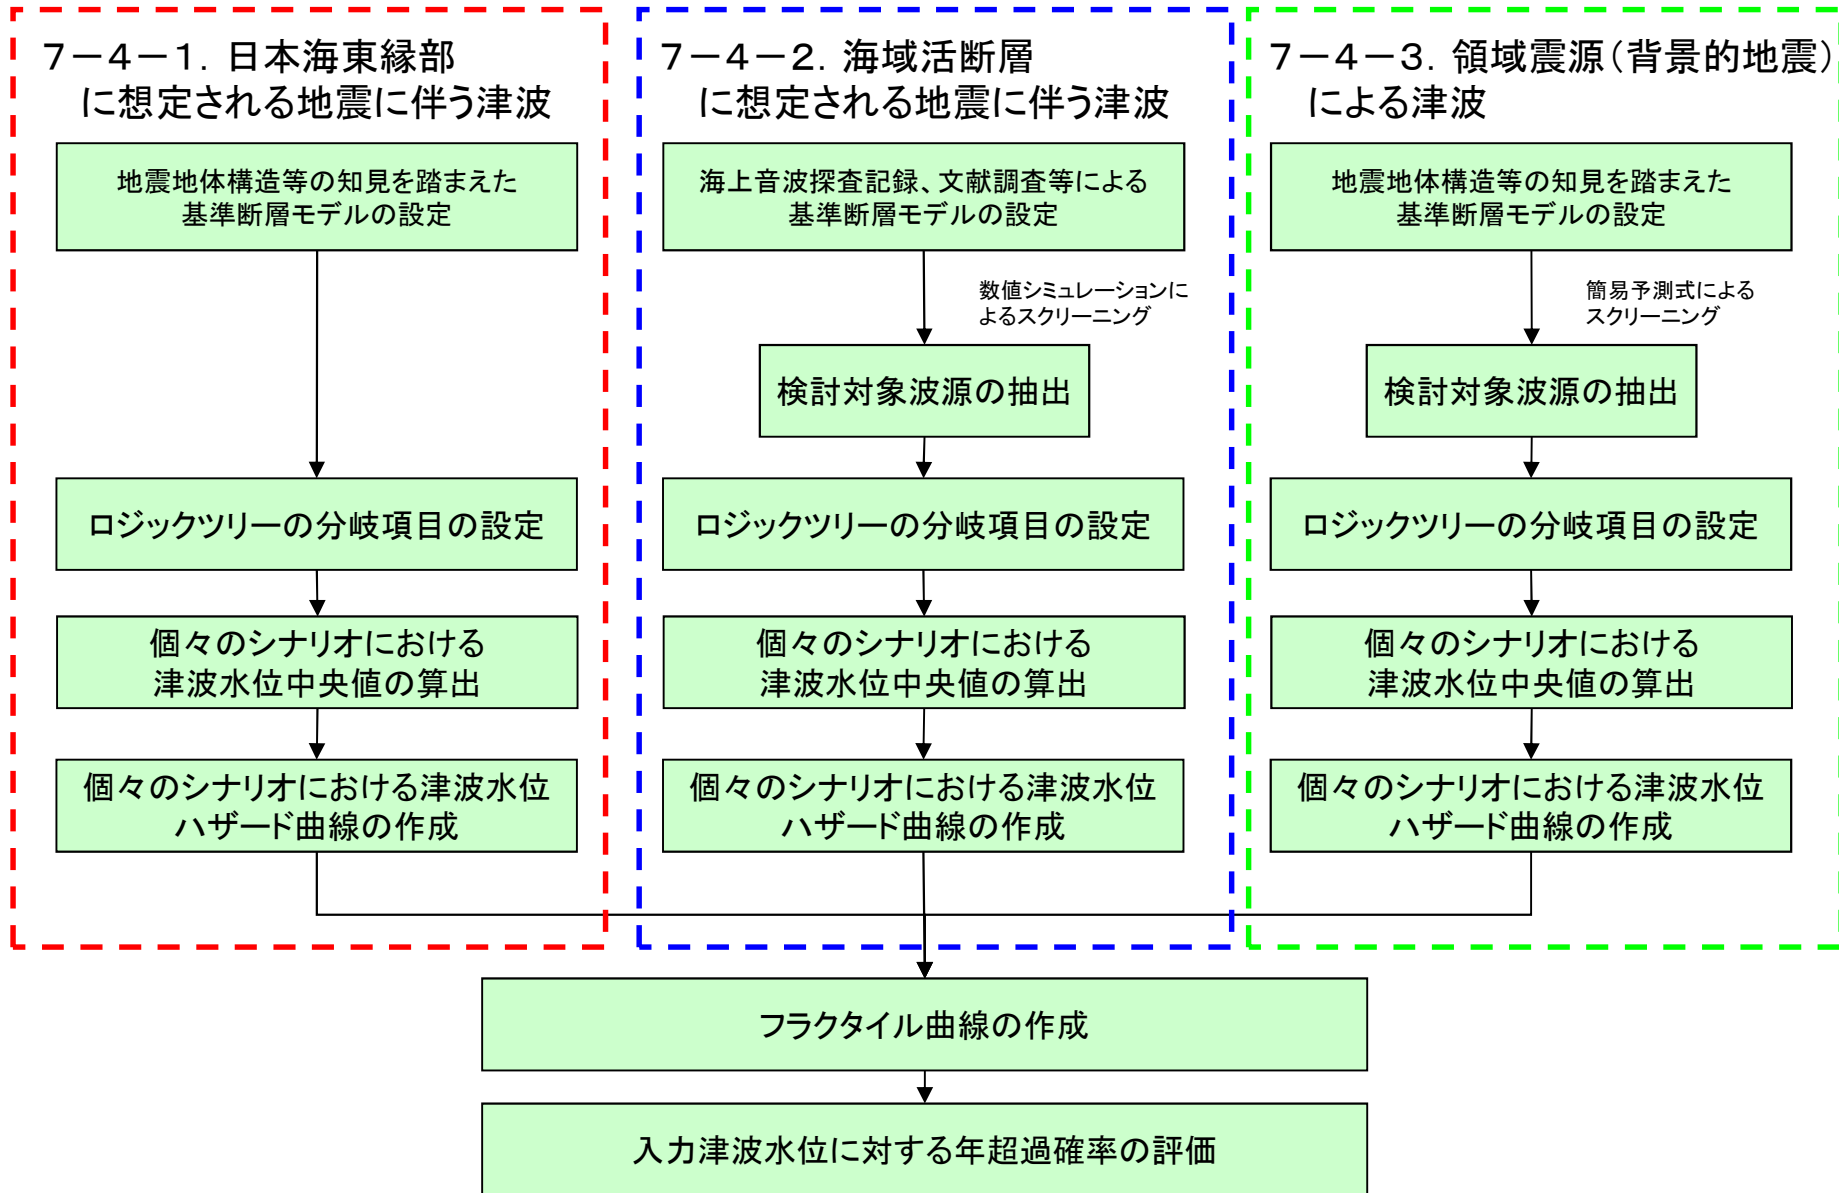 7-4-1. 日本海東縁部
に想定される地震に伴う津波
地震地体構造等の知見を踏まえた
基準断層モデルの設定
ロジックツリーの分岐項目の設定
個々のシナリオにおける
津波水位中央値の算出
個々のシナリオにおける津波水位
ハザード曲線の作成
7-4-2. 海域活断層
に想定される地震に伴う津波
海上音波探査記録、文献調査等による
基準断層モデルの設定
数値シミュレーションに
よるスクリーニング
検討対象波源の抽出
ロジックツリーの分岐項目の設定
個々のシナリオにおける
津波水位中央値の算出
個々のシナリオにおける津波水位
ハザード曲線の作成
7-4-3. 領域震源(背景的地震)
による津波
地震地体構造等の知見を踏まえた
基準断層モデルの設定
簡易予測式による
スクリーニング
検討対象波源の抽出
ロジックツリーの分岐項目の設定
個々のシナリオにおける
津波水位中央値の算出
個々のシナリオにおける津波水位
ハザード曲線の作成
フラクタイル曲線の作成
入力津波水位に対する年超過確率の評価